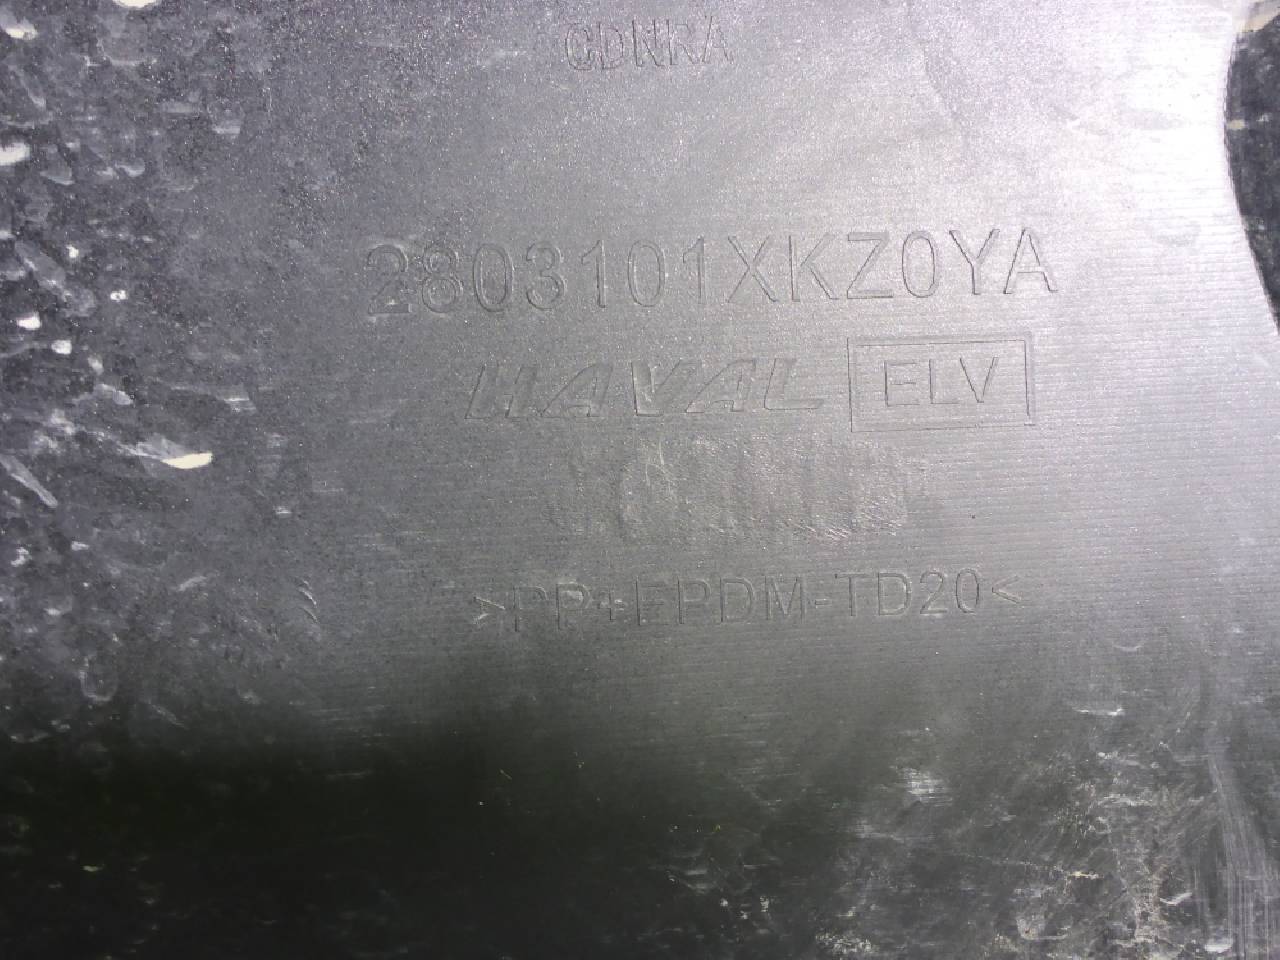 CDNRA
2803101XKZ0YA
HAVAL ELV
>PP+EPDM-TD20<